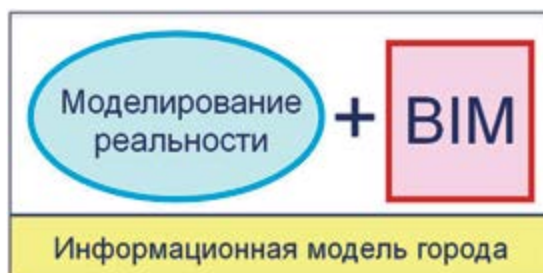 Моделирование
реальности
+
BIM
Информационная модель города